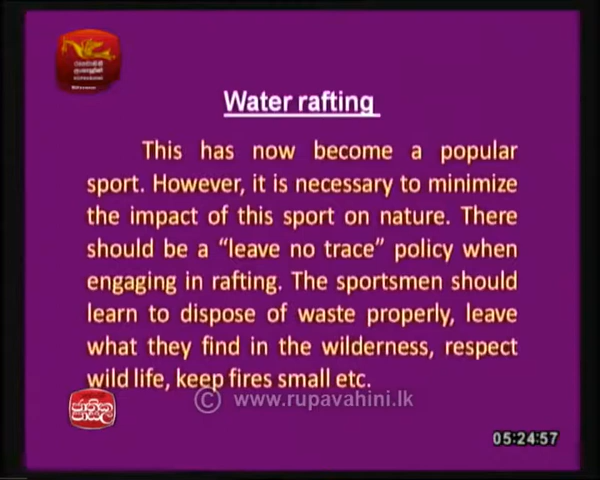 Water rafting
This has now become a popular
sport. However, it is necessary to minimize
the impact of this sport on nature. There
should be a “leave no trace” policy when
engaging in rafting. The sportsmen should
learn to dispose of waste properly, leave
what they find in the wilderness, respect
wild life, keep fires small etc.
© www.rupavahini.lk
ජාතික
පාසල
05:24:57